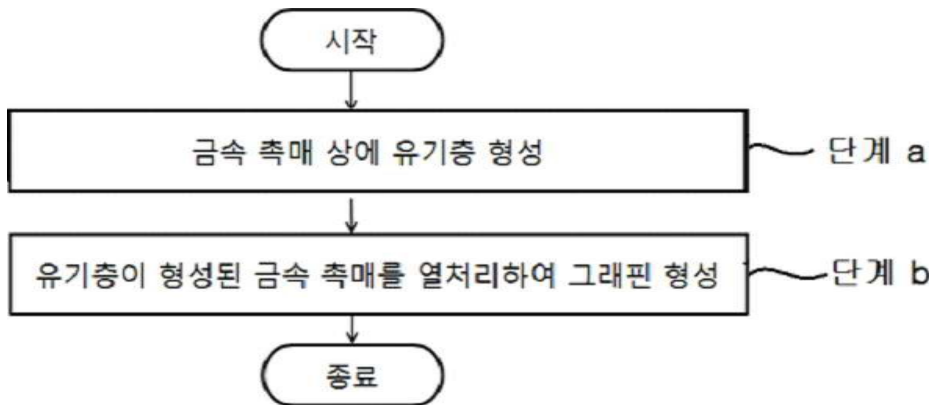 시작
금속 촉매 상에 유기층 형성
단계 a
유기층이 형성된 금속 촉매를 열처리하여 그래핀 형성
단계 b
종료